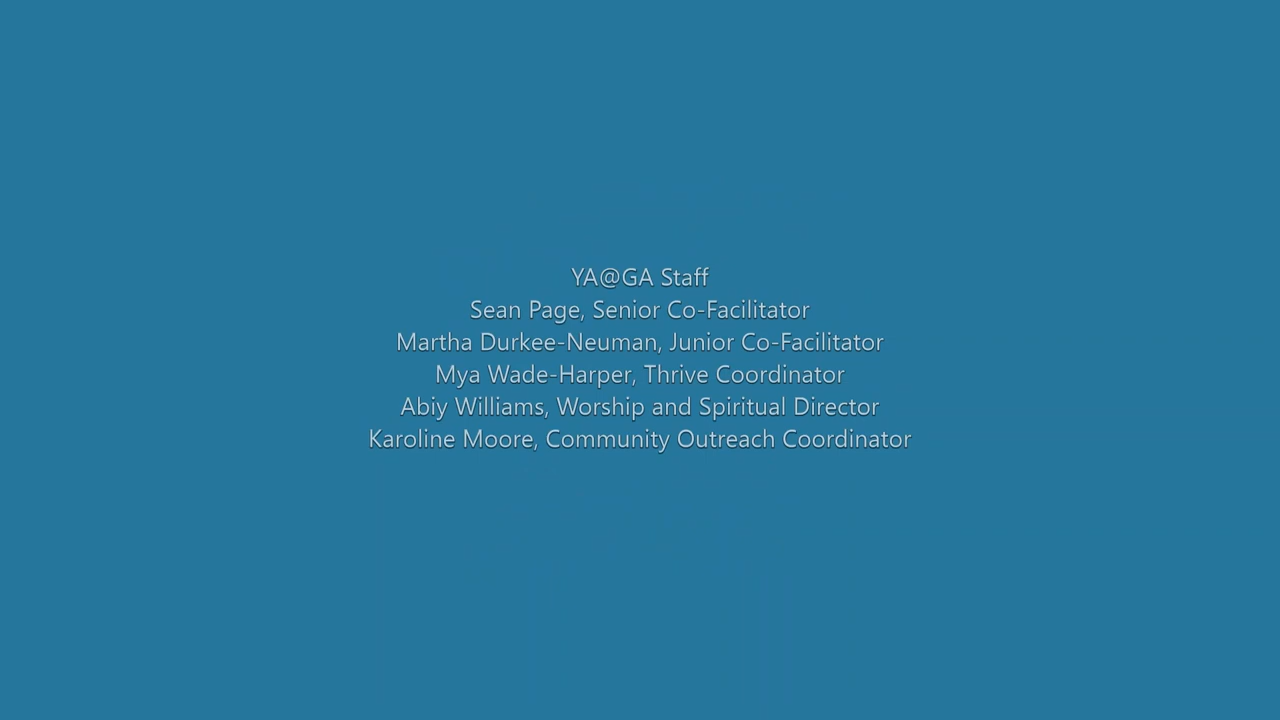 YA@GA Staff
Sean Page, Senior Co-Facilitator
Martha Durkee-Neuman, Junior Co-Facilitator
Mya Wade-Harper, Thrive Coordinator
Abiy Williams, Worship and Spiritual Director
Karoline Moore, Community Outreach Coordinator